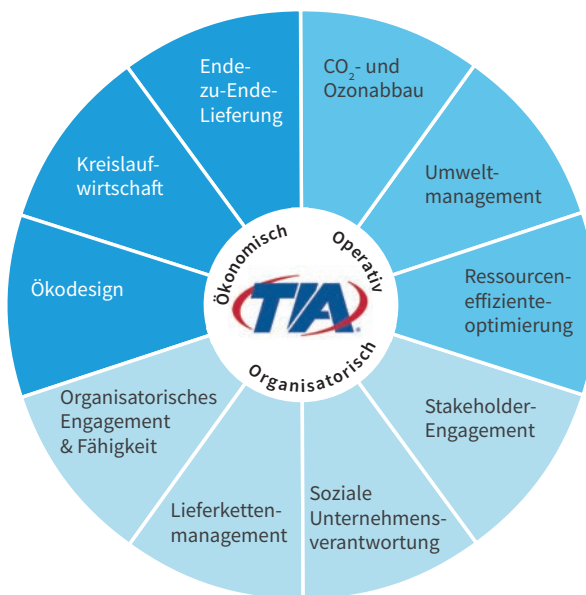 Ende-
zu-Ende-
Lieferung
CO₂- und
Ozonabbau
Umwelt-
management
Ressourcen-
effiziente-
optimierung
Stakeholder-
Engagement
Soziale
Unternehmens-
verantwortung
Lieferketten-
management
Organisatorisches
Engagement
& Fähigkeit
Ökodesign
Kreislauf-
wirtschaft
Ökonomisch
Operativ
Organisatorisch
TIA®